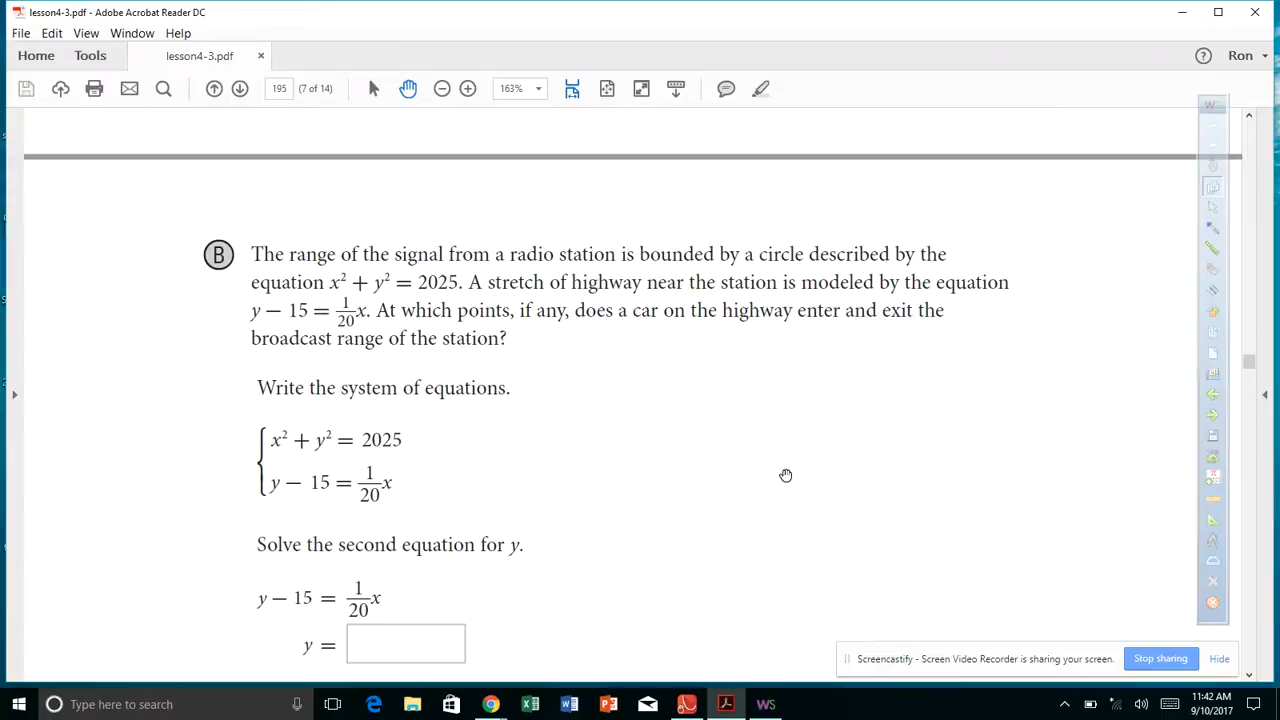 lesson4-3.pdf - Adobe Acrobat Reader DC
File Edit View Window Help
Home Tools lesson4-3.pdf × Ron
195 (7 of 14) 163%
W
B The range of the signal from a radio station is bounded by a circle described by the
equation x² + y² = 2025. A stretch of highway near the station is modeled by the equation
y − 15 = 1/20 x. At which points, if any, does a car on the highway enter and exit the
broadcast range of the station?
Write the system of equations.
x² + y² = 2025
y − 15 = 1/20 x
Solve the second equation for y.
y − 15 = 1/20 x
y =
Screencastify - Screen Video Recorder is sharing your screen. Stop sharing Hide
Type here to search
11:42 AM
9/10/2017